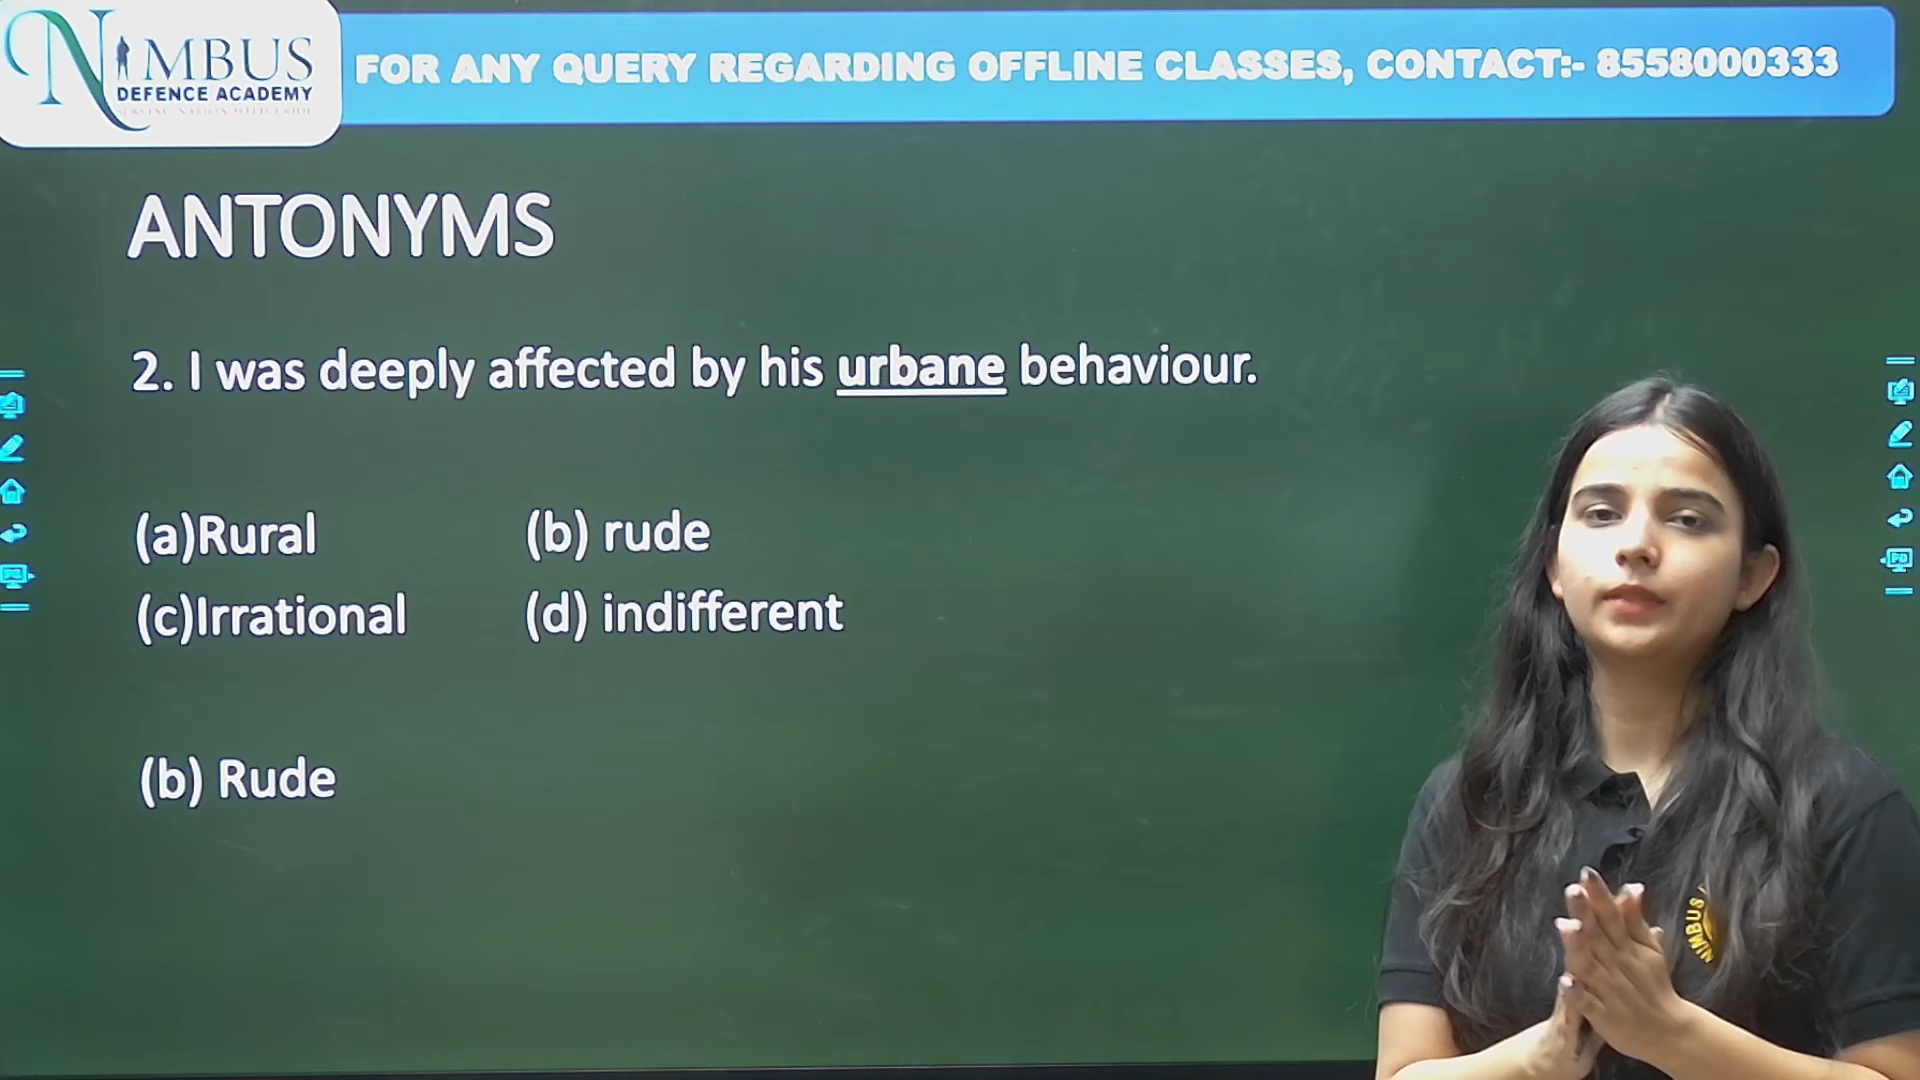 NIMBUS
DEFENCE ACADEMY
FOR ANY QUERY REGARDING OFFLINE CLASSES, CONTACT:- 8558000333
ANTONYMS
2. I was deeply affected by his urbane behaviour.
(a)Rural (b) rude
(c)Irrational (d) indifferent
(b) Rude
NIMBUS